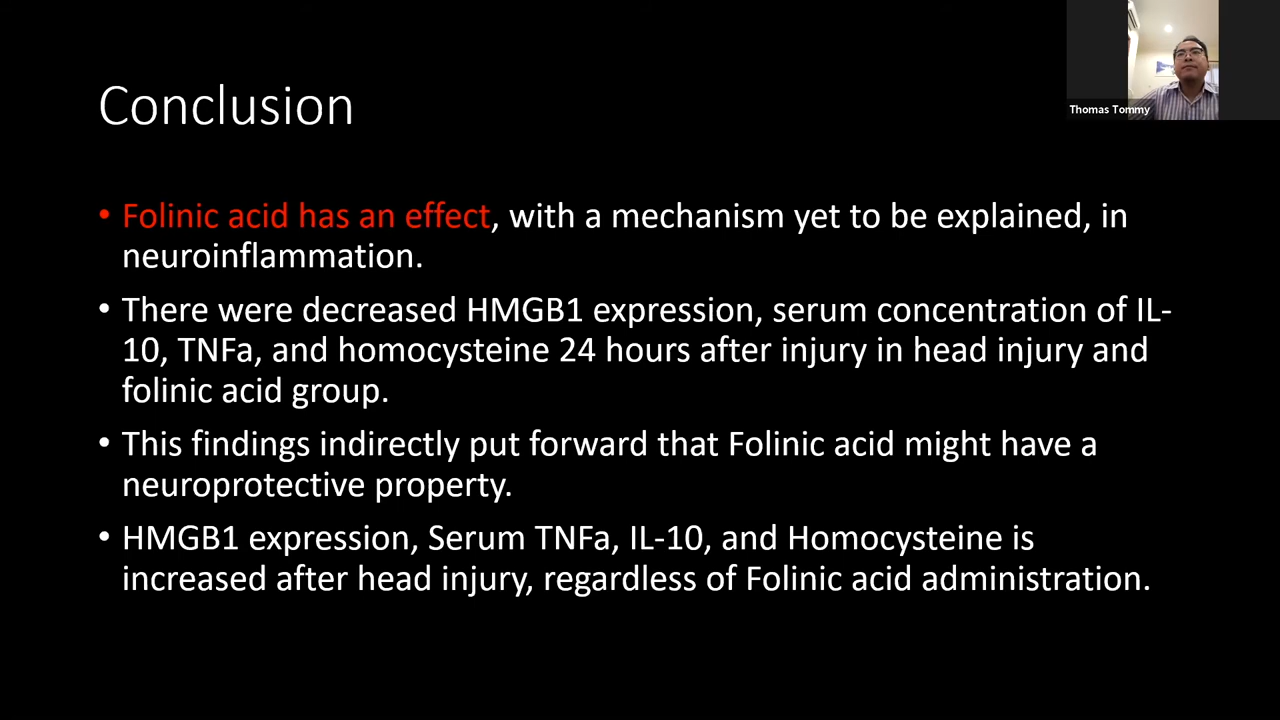 Thomas Tommy
Conclusion
• Folinic acid has an effect, with a mechanism yet to be explained, in
neuroinflammation.
• There were decreased HMGB1 expression, serum concentration of IL-
10, TNFa, and homocysteine 24 hours after injury in head injury and
folinic acid group.
• This findings indirectly put forward that Folinic acid might have a
neuroprotective property.
• HMGB1 expression, Serum TNFa, IL-10, and Homocysteine is
increased after head injury, regardless of Folinic acid administration.